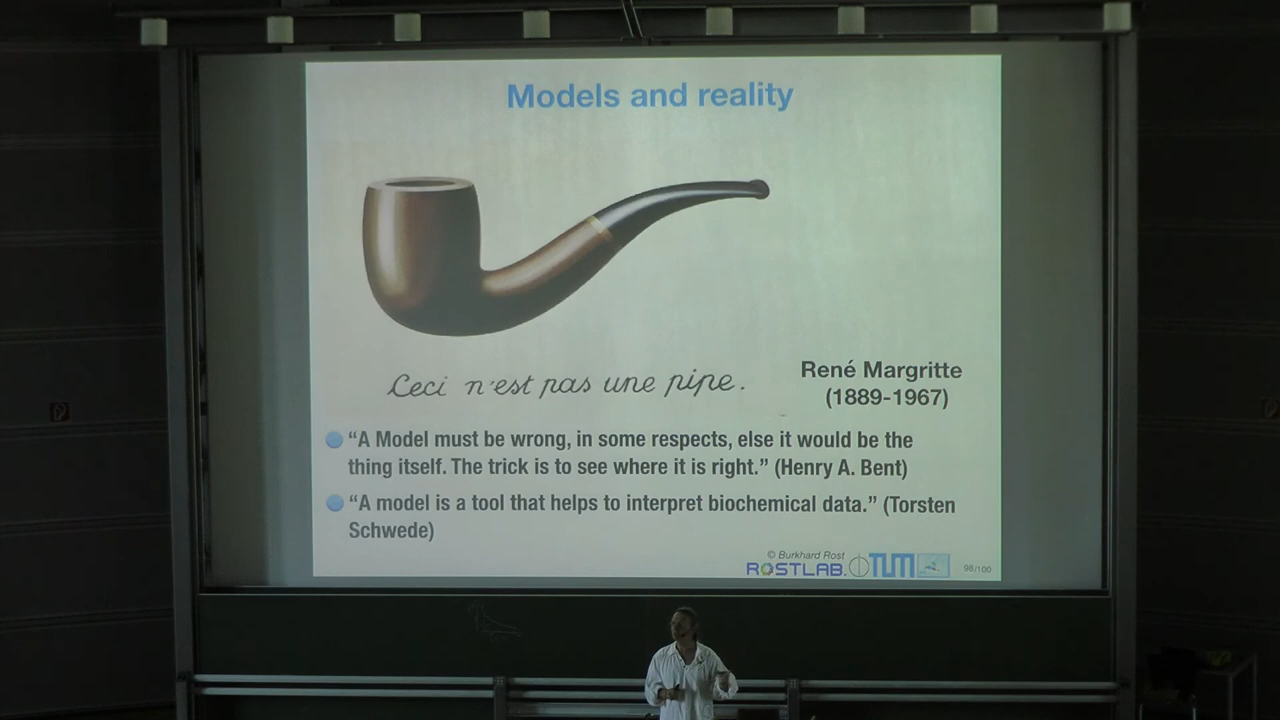 Models and reality
Ceci n'est pas une pipe.
René Margritte
(1889-1967)
“A Model must be wrong, in some respects, else it would be the
thing itself. The trick is to see where it is right.” (Henry A. Bent)
“A model is a tool that helps to interpret biochemical data.” (Torsten
Schwede)
© Burkhard Rost
ROSTLAB. TUM
98/100